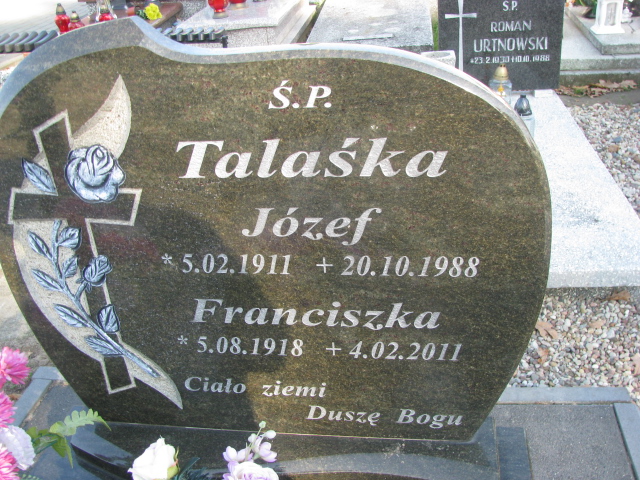 Ś.P.
ROMAN
URTNOWSKI
Ś.P.
Talaśka
Józef
* 5.02.1911 + 20.10.1988
Franciszka
* 5.08.1918 + 4.02.2011
Ciało ziemi
Duszę Bogu